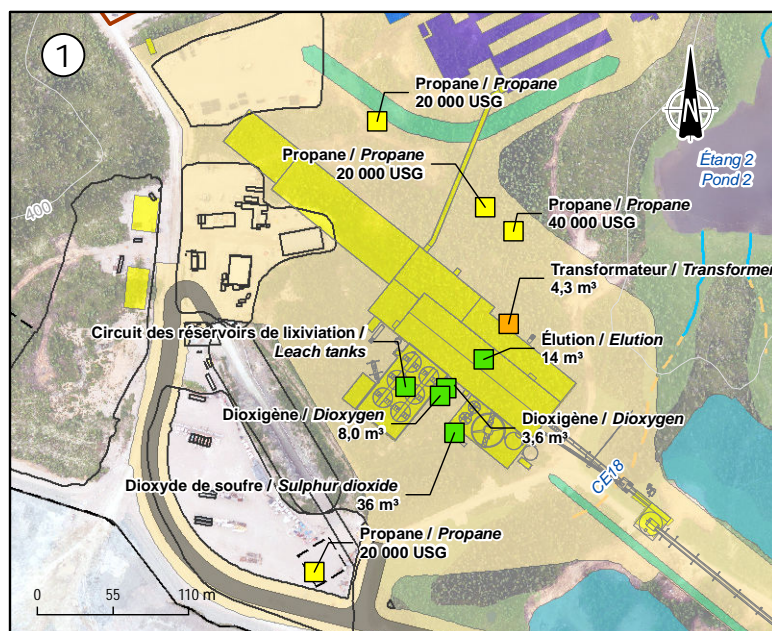 1
Propane / Propane
20 000 USG
Propane / Propane
20 000 USG
Étang 2
Pond 2
Propane / Propane
40 000 USG
400
Transformateur / Transformer
4,3 m³
Circuit des réservoirs de lixiviation /
Leach tanks
Élution / Elution
14 m³
Dioxigène / Dioxygen
8,0 m³
Dioxigène / Dioxygen
3,6 m³
CE18
Dioxyde de soufre / Sulphur dioxide
36 m³
Propane / Propane
20 000 USG
0 55 110 m